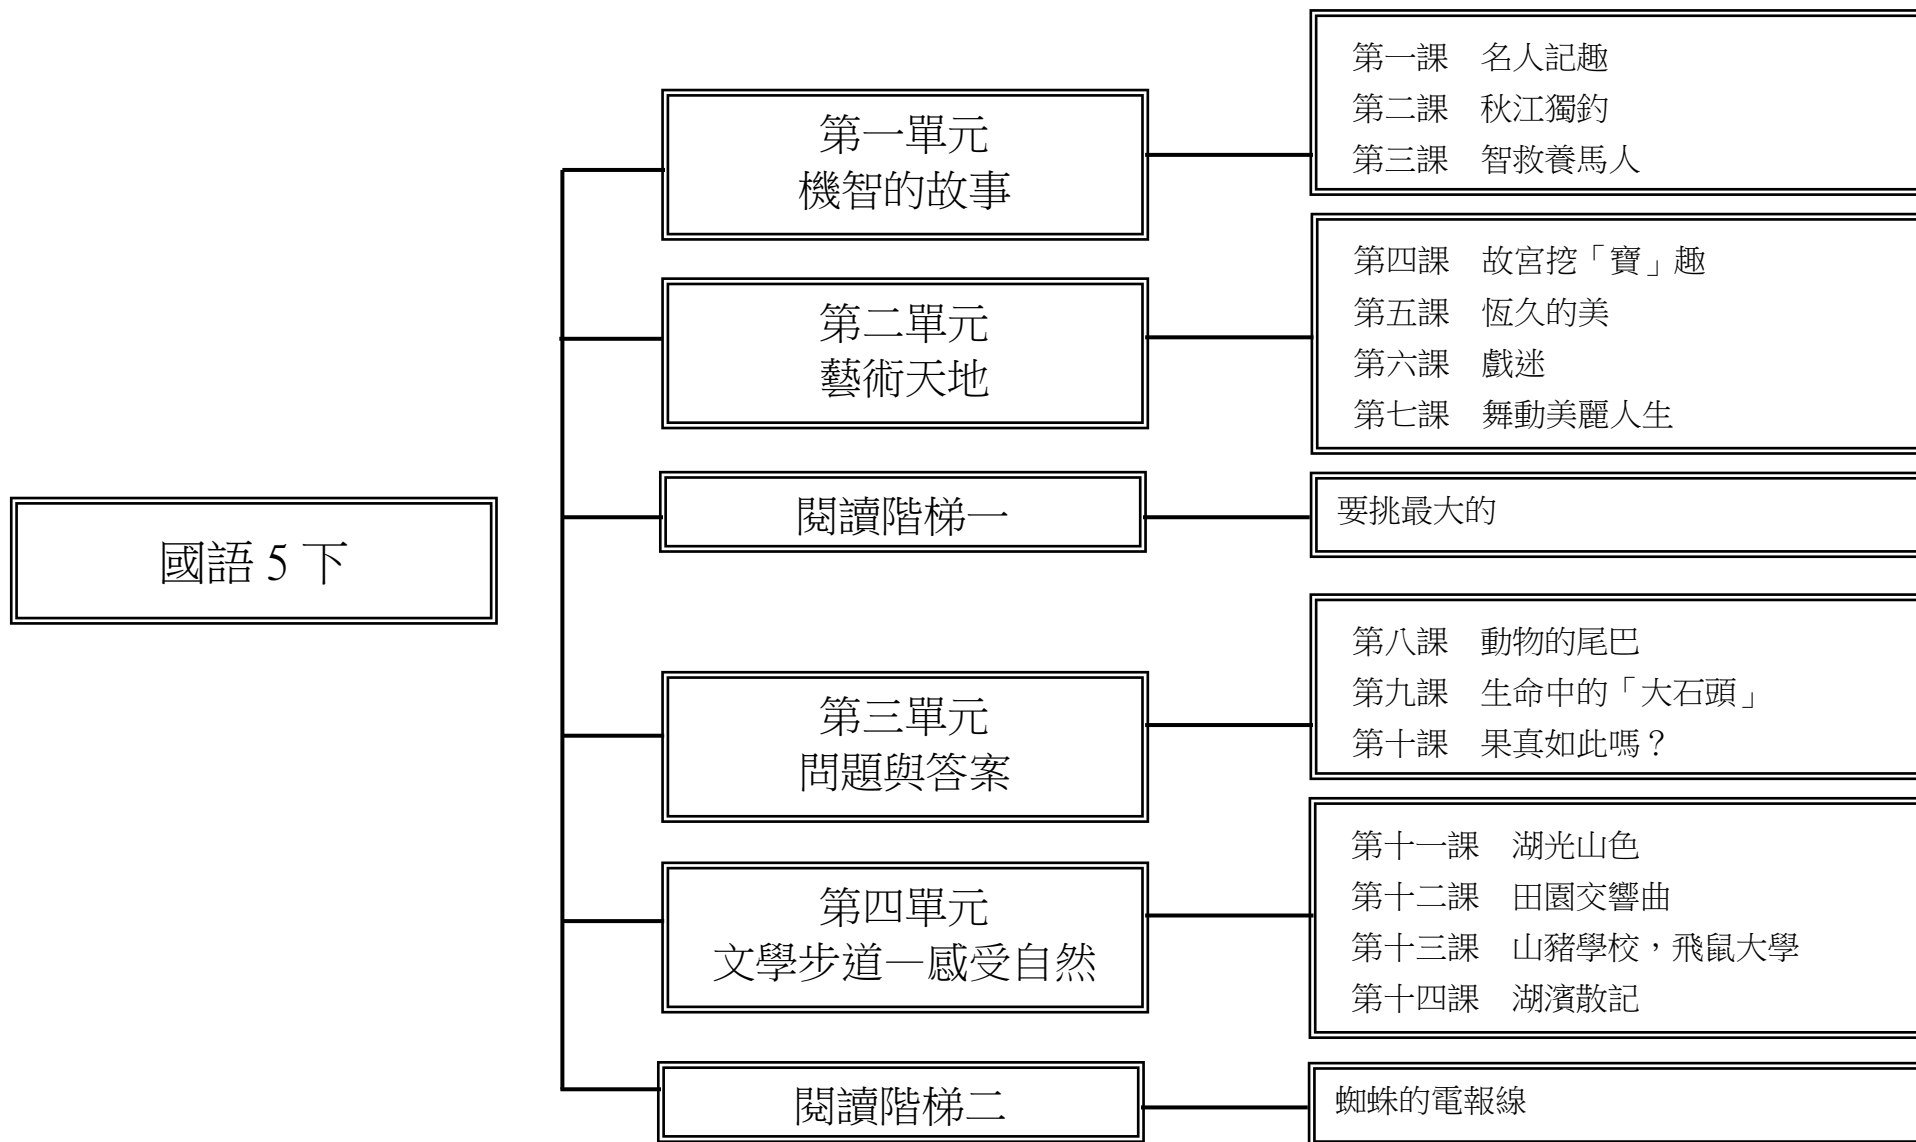 國語 5 下
第一單元
機智的故事
第一課　名人記趣
第二課　秋江獨釣
第三課　智救養馬人
第二單元
藝術天地
第四課　故宮挖「寶」趣
第五課　恆久的美
第六課　戲迷
第七課　舞動美麗人生
閱讀階梯一
要挑最大的
第三單元
問題與答案
第八課　動物的尾巴
第九課　生命中的「大石頭」
第十課　果真如此嗎？
第四單元
文學步道—感受自然
第十一課　湖光山色
第十二課　田園交響曲
第十三課　山豬學校，飛鼠大學
第十四課　湖濱散記
閱讀階梯二
蜘蛛的電報線